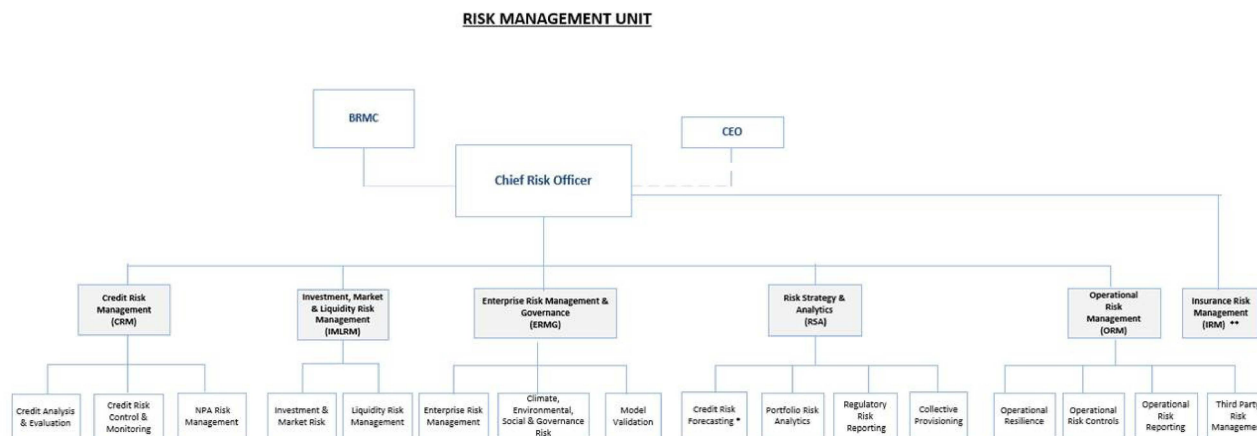 RISK MANAGEMENT UNIT
BRMC
CEO
Chief Risk Officer
Credit Risk
Management
(CRM)
Investment, Market
& Liquidity Risk
Management
(IMLRM)
Enterprise Risk Management &
Governance
(ERMG)
Risk Strategy &
Analytics
(RSA)
Operational
Risk
Management
(ORM)
Insurance Risk
Management
(IRM) **
Credit Analysis
& Evaluation
Credit Risk
Control &
Monitoring
NPA Risk
Management
Investment &
Market Risk
Liquidity Risk
Management
Enterprise Risk
Management
Climate,
Environmental,
Social & Governance
Risk
Model
Validation
Credit Risk
Forecasting *
Portfolio Risk
Analytics
Regulatory
Risk
Reporting
Collective
Provisioning
Operational
Resilience
Operational
Risk Controls
Operational
Risk
Reporting
Third Party
Risk
Management